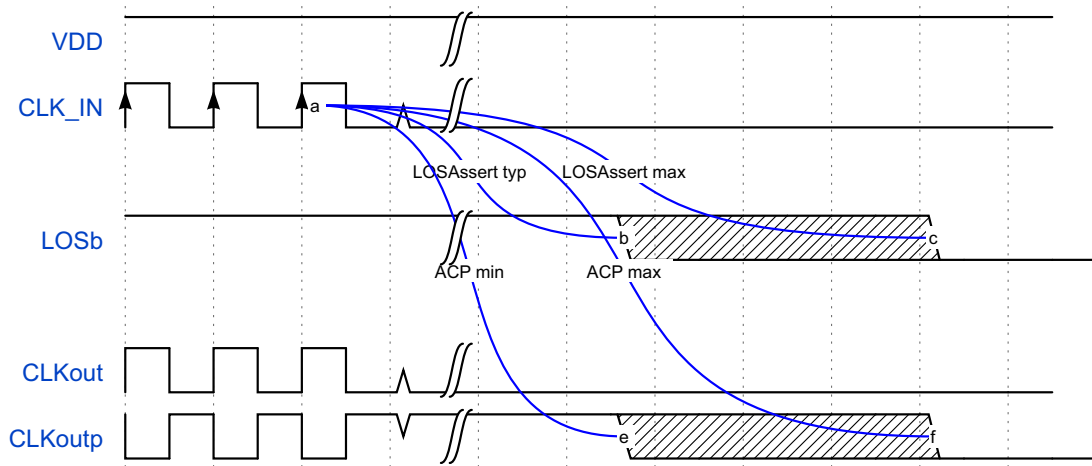 VDD
CLK_IN
a
LOSAssert typ
LOSAssert max
LOSb
b
c
ACP min
ACP max
CLKout
CLKoutp
e
f